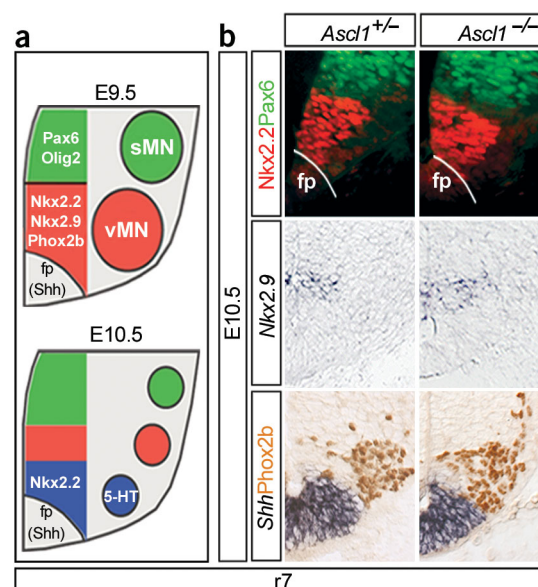 a
E9.5
Pax6
Olig2
sMN
Nkx2.2
Nkx2.9
Phox2b
vMN
fp
(Shh)
E10.5
Nkx2.2
5-HT
fp
(Shh)
b
Ascl1+/–
Ascl1–/–
E10.5
Nkx2.2Pax6
fp
fp
Nkx2.9
ShhPhox2b
r7